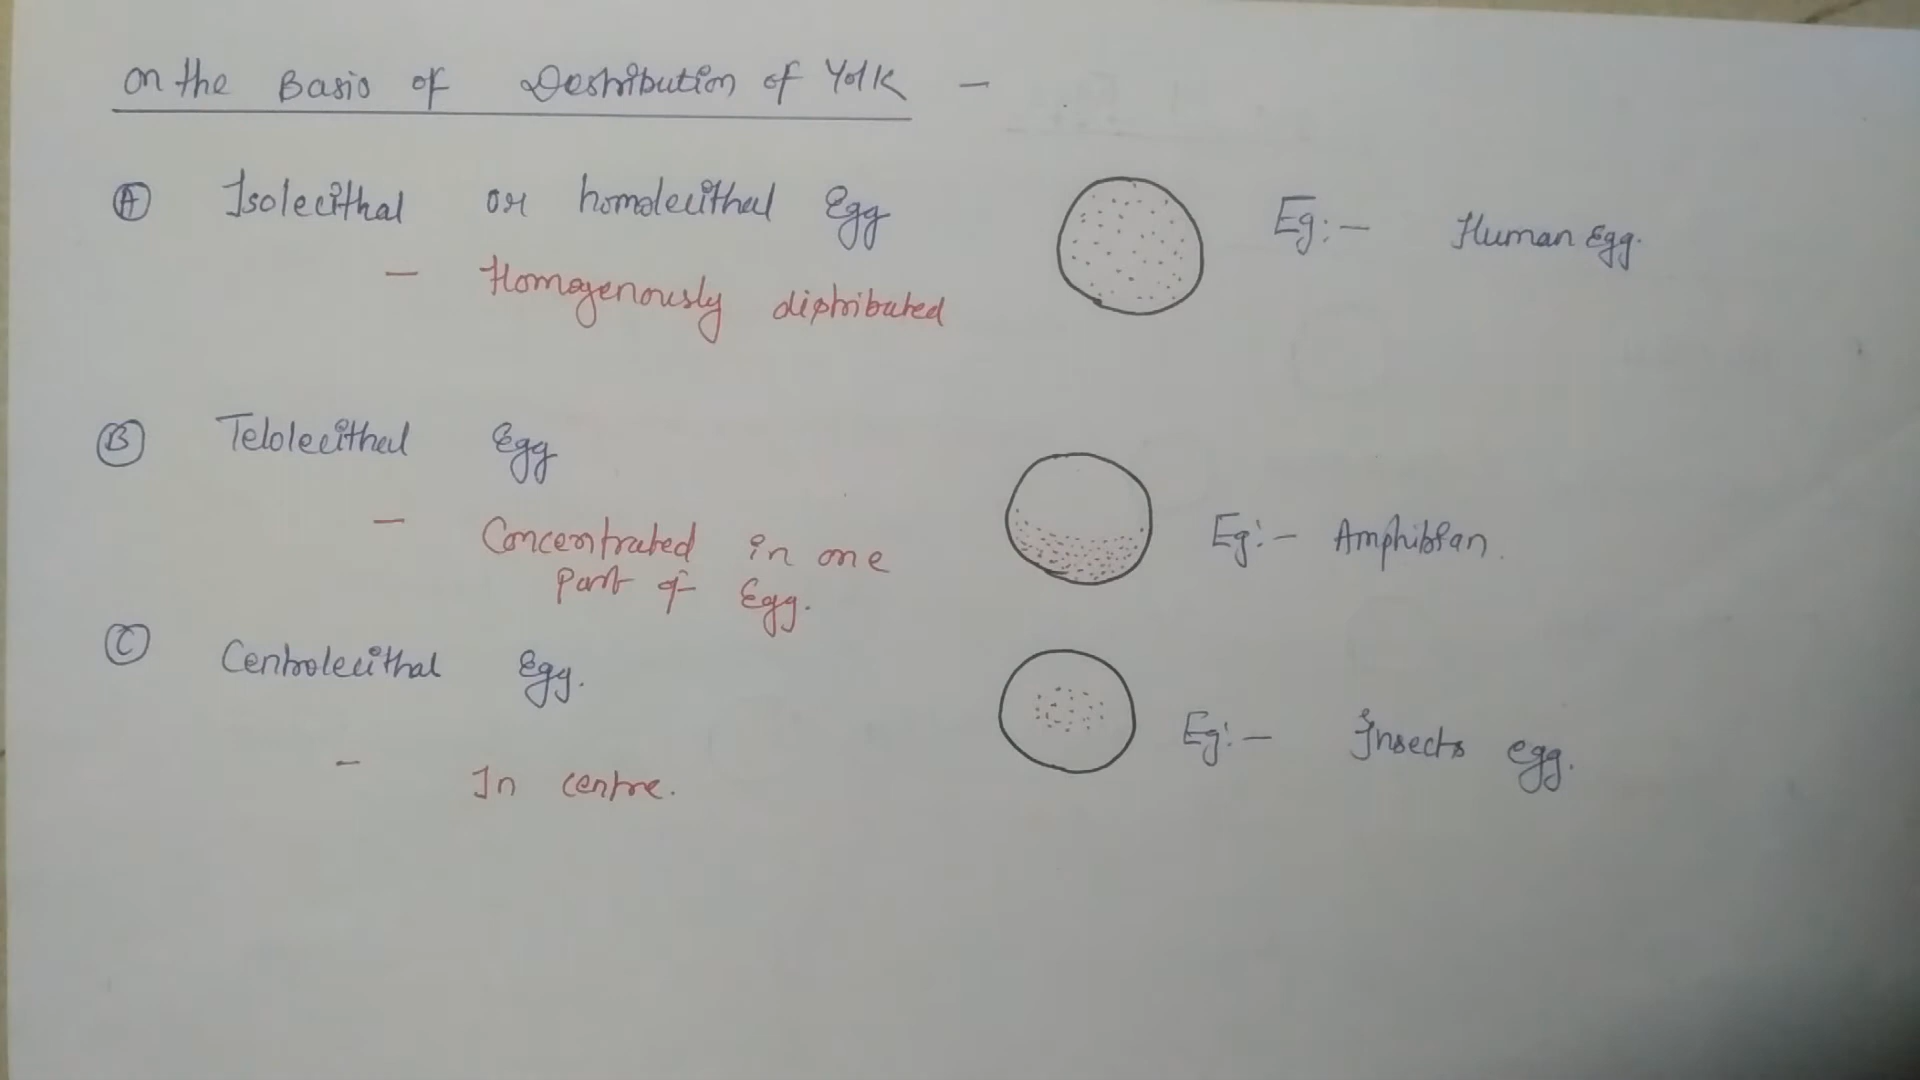 on the Basis of Destribution of Yolk -
(A) Isolecithal or homolecithal Egg Eg:- Human Egg.
- Homogenously distributed
(B) Telolecithal Egg
- Concentrated in one Eg:- Amphibian.
part of Egg.
(C) Centrolecithal Egg.
Eg:- Insects egg.
- In centre.